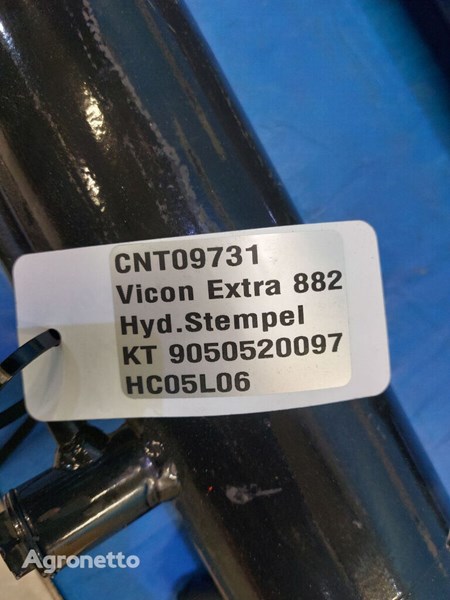 CNT09731
Vicon Extra 882
Hyd.Stempel
KT 9050520097
HC05L06
Agronetto